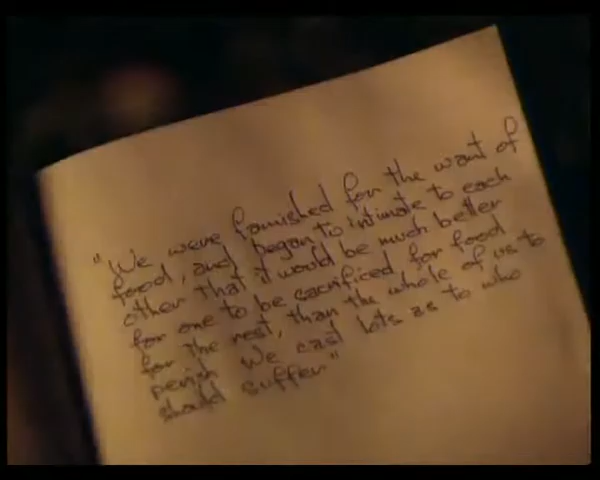 "We were famished for the want of
food, and began to intimate to each
other that it would be much better
for one to be sacrificed for food
for the rest, than the whole of us to
perish We cast lots as to who
should suffer"